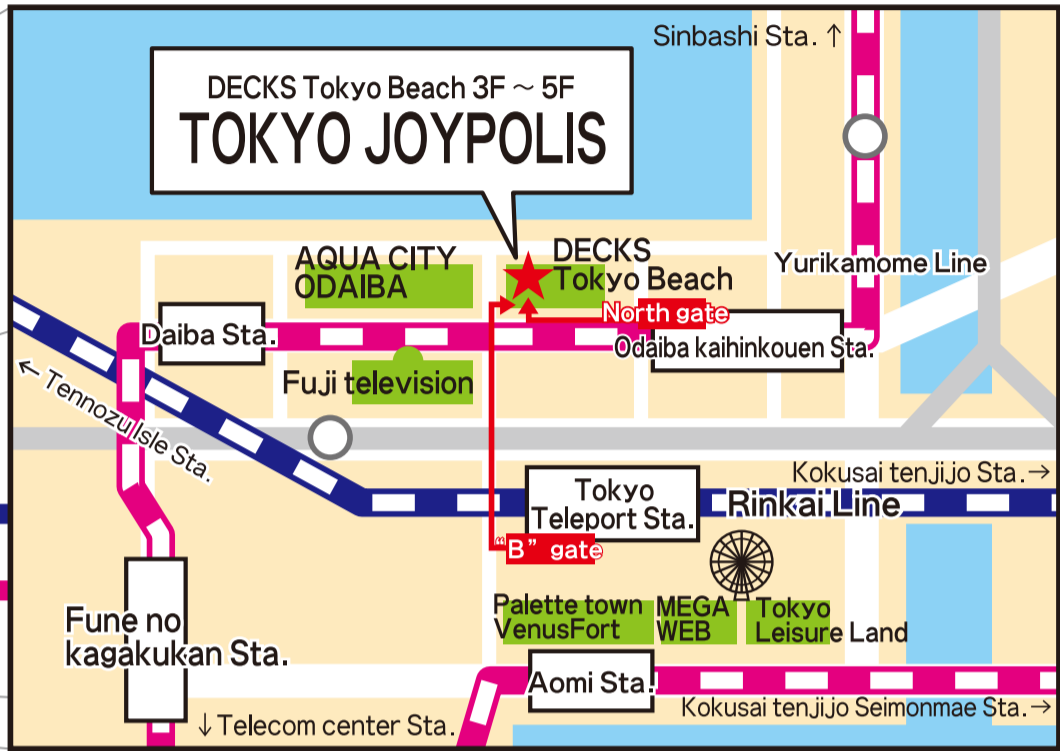 Sinbashi Sta. ↑
DECKS Tokyo Beach 3F ～ 5F
TOKYO JOYPOLIS
AQUA CITY
ODAIBA
DECKS
Tokyo Beach
Yurikamome Line
North gate
Daiba Sta.
Odaiba kaihinkouen Sta.
Fuji television
← Tennozu Isle Sta.
Kokusai tenjijo Sta. →
Tokyo
Teleport Sta.
Rinkai Line
“B” gate
Palette town
VenusFort
MEGA
WEB
Tokyo
Leisure Land
Fune no
kagakukan Sta.
Aomi Sta.
Kokusai tenjijo Seimonmae Sta. →
↓ Telecom center Sta.